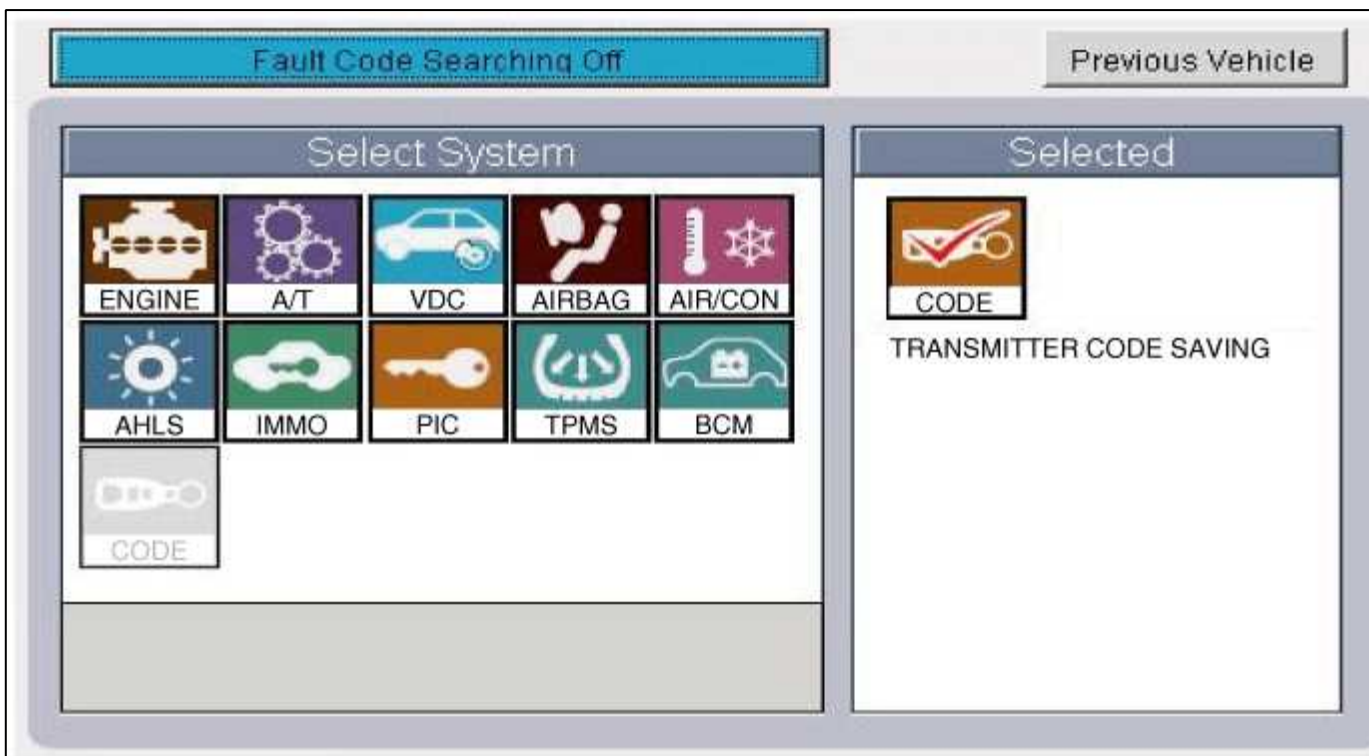 Fault Code Searching Off
Previous Vehicle
Select System
Selected
ENGINE
A/T
VDC
AIRBAG
AIR/CON
AHLS
IMMO
PIC
TPMS
BCM
CODE
CODE
TRANSMITTER CODE SAVING